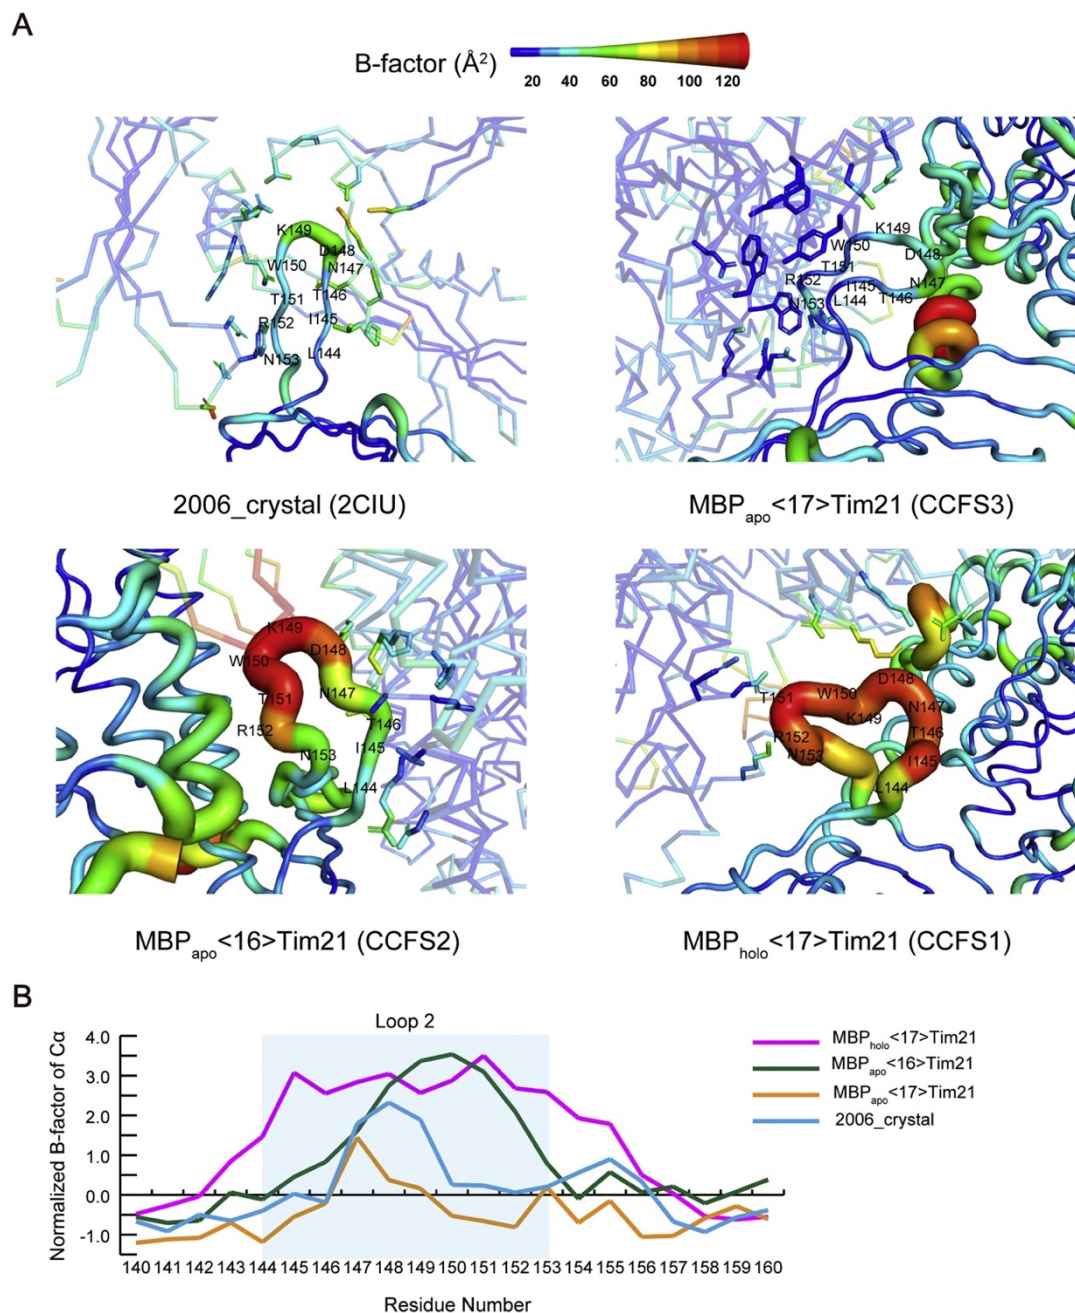 A
B-factor (Å²)
20 40 60 80 100 120
K149
D148
W150
N147
T151
T146
R152
I145
N153
L144
2006_crystal (2CIU)
K149
W150
D148
T151
R152
I145
N147
N153
L144
T146
MBPapo<17>Tim21 (CCFS3)
K149
D148
W150
N147
T151
T146
R152
I145
N153
L144
MBPapo<16>Tim21 (CCFS2)
D148
T151
W150
N147
K149
T146
R152
N153
I145
L144
MBPholo<17>Tim21 (CCFS1)
B
Loop 2
Normalized B-factor of Cα
4.0
3.0
2.0
1.0
0.0
-1.0
140 141 142 143 144 145 146 147 148 149 150 151 152 153 154 155 156 157 158 159 160
Residue Number
MBPholo<17>Tim21
MBPapo<16>Tim21
MBPapo<17>Tim21
2006_crystal